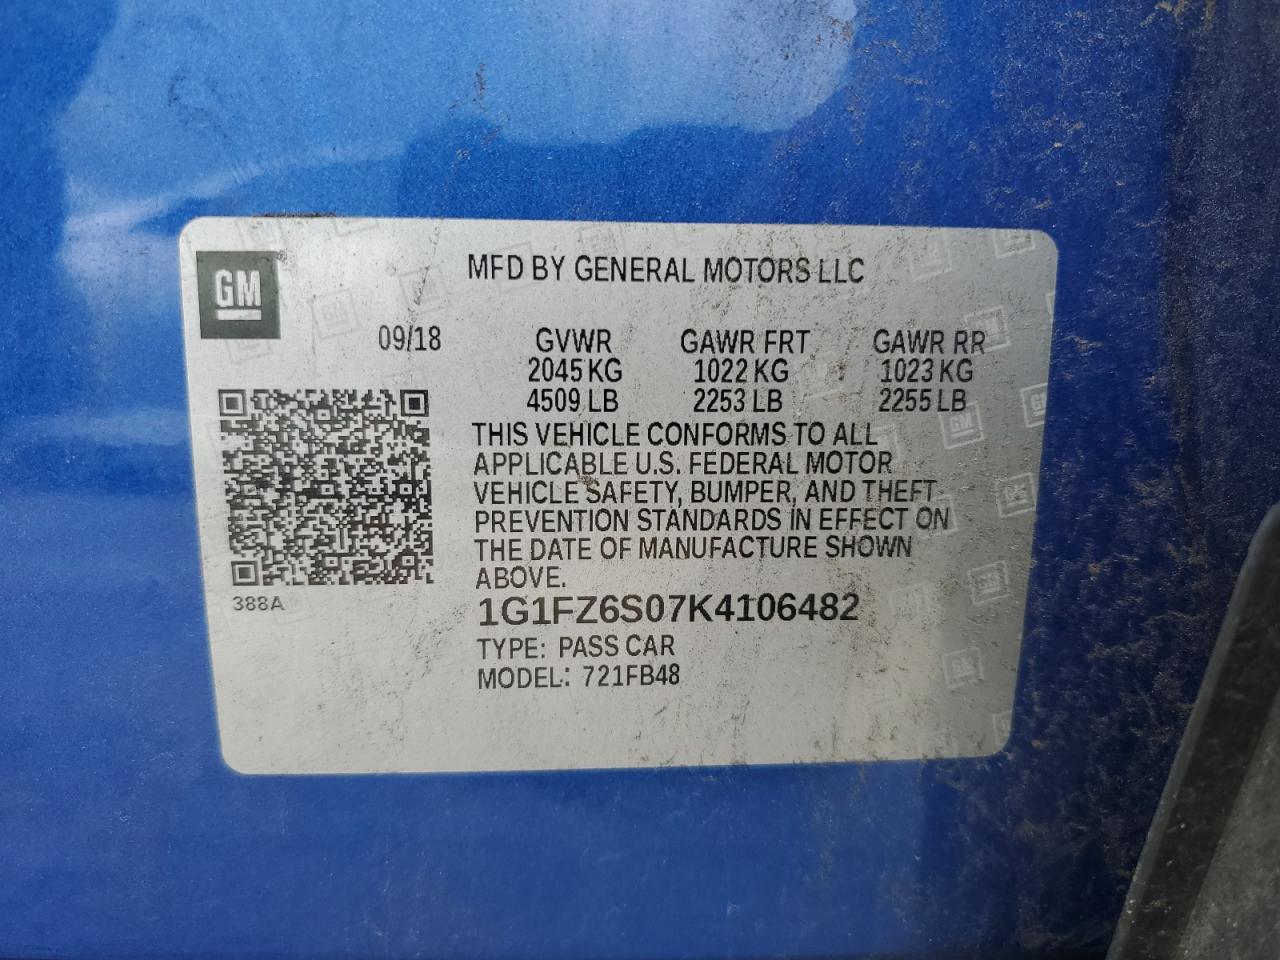 GM
MFD BY GENERAL MOTORS LLC
09/18 GVWR GAWR FRT GAWR RR
2045 KG 1022 KG 1023 KG
4509 LB 2253 LB 2255 LB
THIS VEHICLE CONFORMS TO ALL
APPLICABLE U.S. FEDERAL MOTOR
VEHICLE SAFETY, BUMPER, AND THEFT
PREVENTION STANDARDS IN EFFECT ON
THE DATE OF MANUFACTURE SHOWN
ABOVE.
388A
1G1FZ6S07K4106482
TYPE: PASS CAR
MODEL: 721FB48